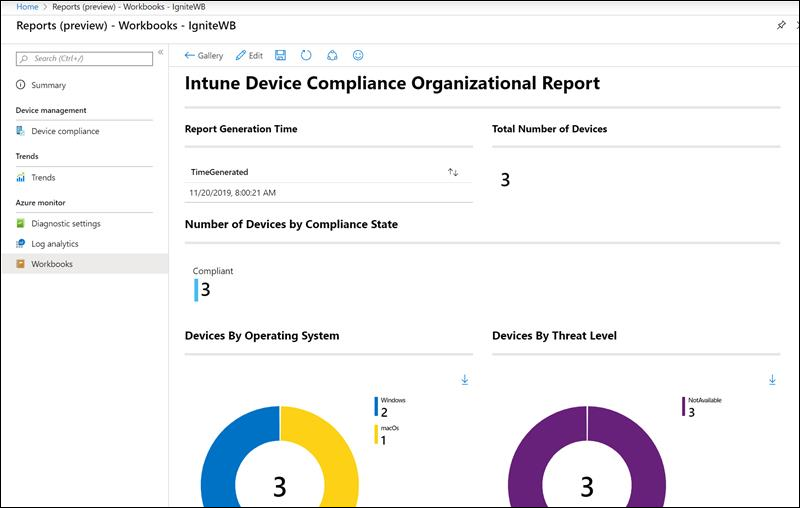 Home > Reports (preview) - Workbooks - IgniteWB
Reports (preview) - Workbooks - IgniteWB
Search (Ctrl+/)
Summary
Device management
Device compliance
Trends
Trends
Azure monitor
Diagnostic settings
Log analytics
Workbooks
Gallery Edit
Intune Device Compliance Organizational Report
Report Generation Time
TimeGenerated
11/20/2019, 8:00:21 AM
Total Number of Devices
3
Number of Devices by Compliance State
Compliant
3
Devices By Operating System
Windows
2
macOs
1
3
Devices By Threat Level
NotAvailable
3
3